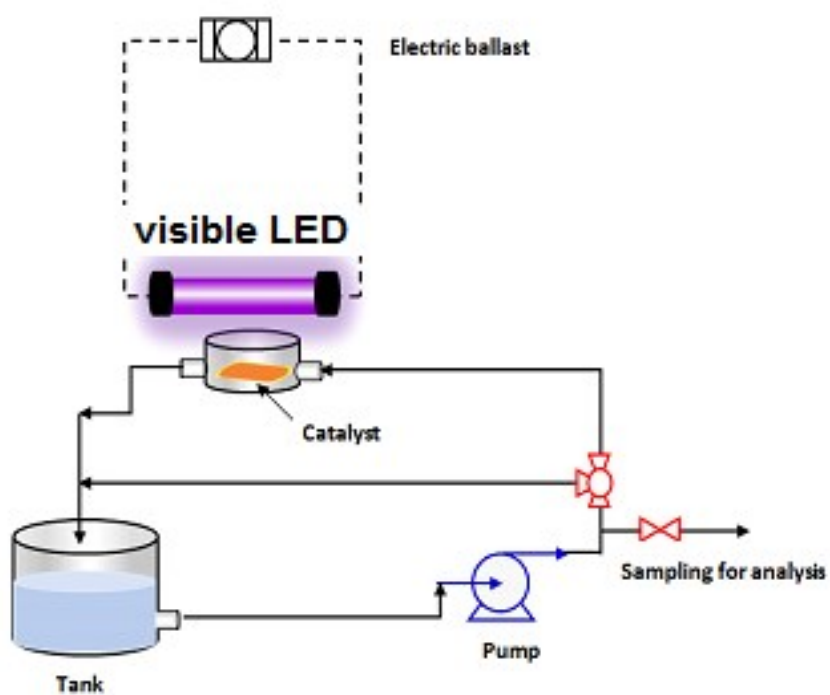 Electric ballast
visible LED
Catalyst
Sampling for analysis
Pump
Tank